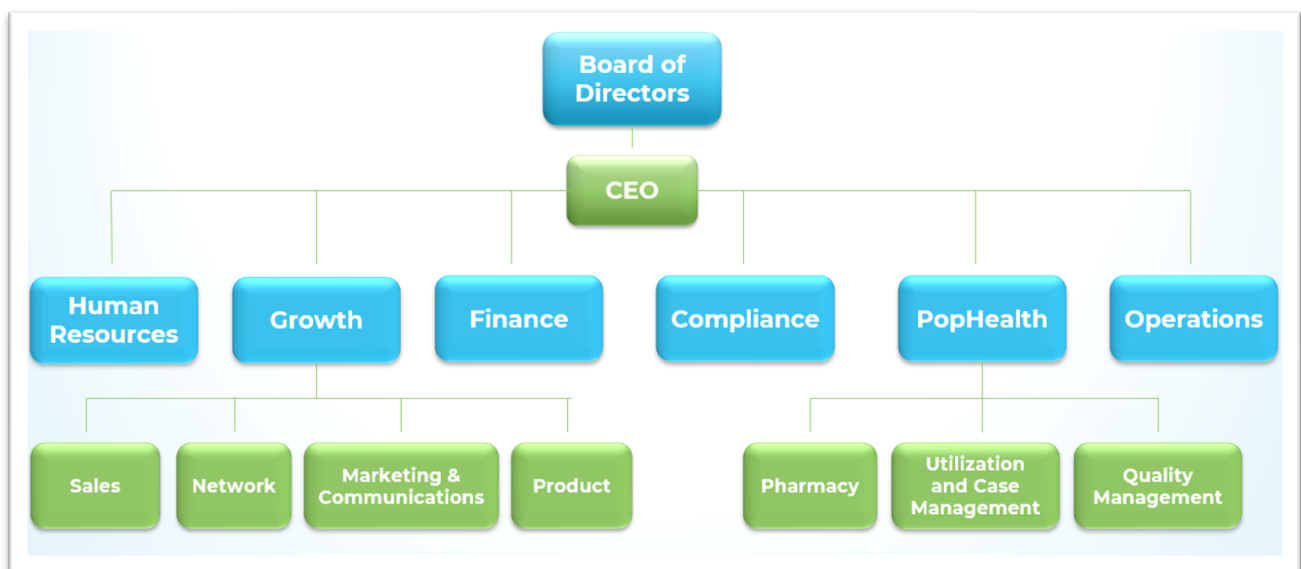 Board of
Directors
CEO
Human
Resources
Growth
Finance
Compliance
PopHealth
Operations
Sales
Network
Marketing &
Communications
Product
Pharmacy
Utilization
and Case
Management
Quality
Management